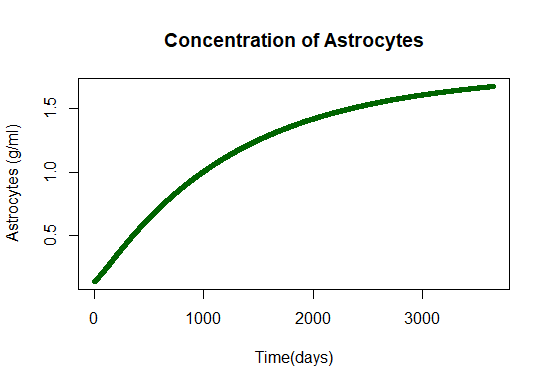 Concentration of Astrocytes
Astrocytes (g/ml)
1.5
1.0
0.5
0 1000 2000 3000
Time(days)